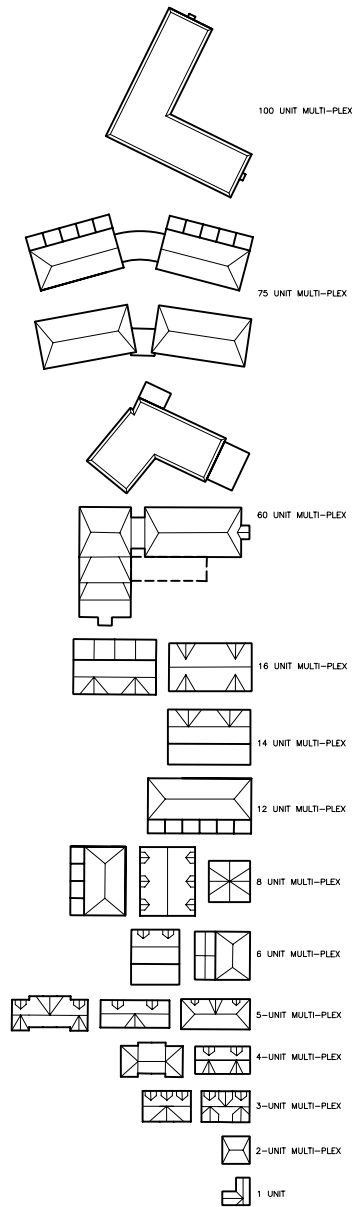 100 UNIT MULTI-PLEX
75 UNIT MULTI-PLEX
60 UNIT MULTI-PLEX
16 UNIT MULTI-PLEX
14 UNIT MULTI-PLEX
12 UNIT MULTI-PLEX
8 UNIT MULTI-PLEX
6 UNIT MULTI-PLEX
5-UNIT MULTI-PLEX
4-UNIT MULTI-PLEX
3-UNIT MULTI-PLEX
2-UNIT MULTI-PLEX
1 UNIT